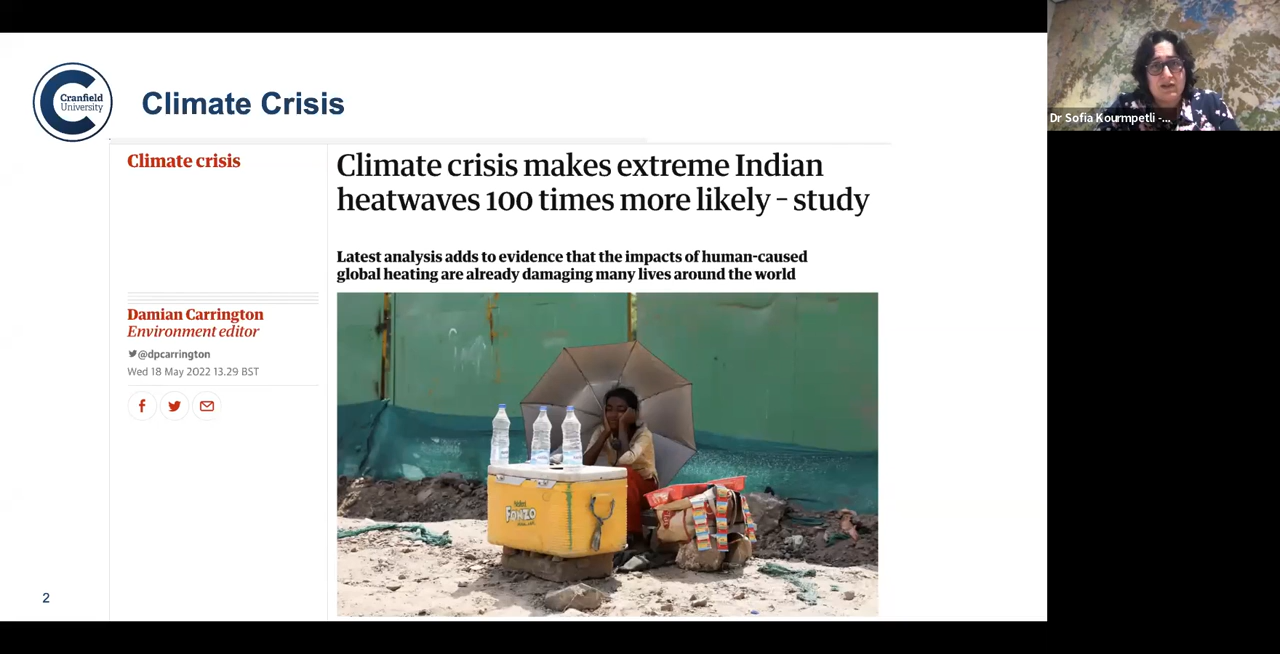 Cranfield
University
Climate Crisis
Climate crisis
Climate crisis makes extreme Indian
heatwaves 100 times more likely – study
Latest analysis adds to evidence that the impacts of human-caused
global heating are already damaging many lives around the world
Damian Carrington
Environment editor
@dpcarrington
Wed 18 May 2022 13.29 BST
FONZO
2
Dr Sofia Kourmpetli -...